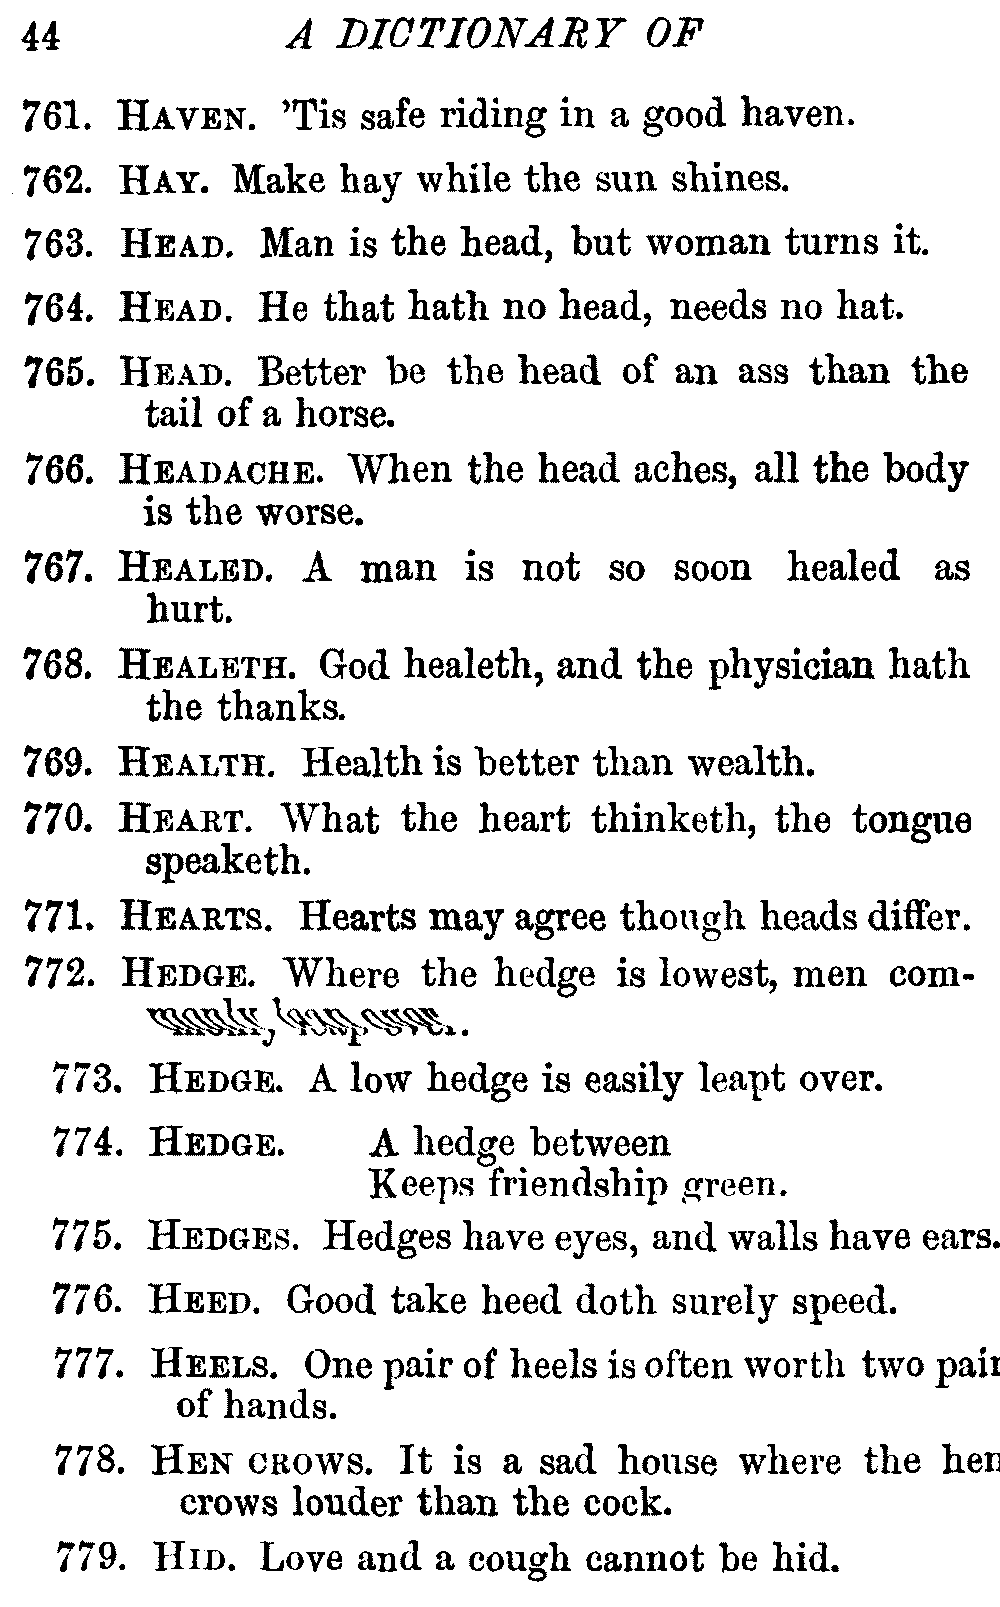 44 A DICTIONARY OF
761. HAVEN. 'Tis safe riding in a good haven.
762. HAY. Make hay while the sun shines.
763. HEAD. Man is the head, but woman turns it.
764. HEAD. He that hath no head, needs no hat.
765. HEAD. Better be the head of an ass than the
tail of a horse.
766. HEADACHE. When the head aches, all the body
is the worse.
767. HEALED. A man is not so soon healed as
hurt.
768. HEALETH. God healeth, and the physician hath
the thanks.
769. HEALTH. Health is better than wealth.
770. HEART. What the heart thinketh, the tongue
speaketh.
771. HEARTS. Hearts may agree though heads differ.
772. HEDGE. Where the hedge is lowest, men com-
773. HEDGE. A low hedge is easily leapt over.
774. HEDGE. A hedge between
Keeps friendship green.
775. HEDGES. Hedges have eyes, and walls have ears.
776. HEED. Good take heed doth surely speed.
777. HEELS. One pair of heels is often worth two pair
of hands.
778. HEN CROWS. It is a sad house where the hen
crows louder than the cock.
779. HID. Love and a cough cannot be hid.